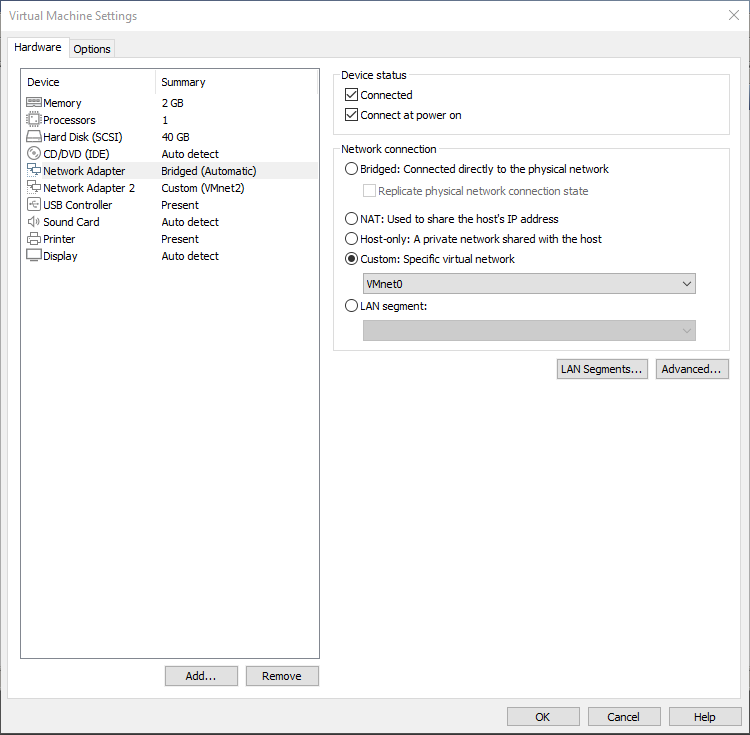 Virtual Machine Settings
Hardware
Options
Device Summary
Memory 2 GB
Processors 1
Hard Disk (SCSI) 40 GB
CD/DVD (IDE) Auto detect
Network Adapter Bridged (Automatic)
Network Adapter 2 Custom (VMnet2)
USB Controller Present
Sound Card Auto detect
Printer Present
Display Auto detect
Add...
Remove
Device status
Connected
Connect at power on
Network connection
Bridged: Connected directly to the physical network
Replicate physical network connection state
NAT: Used to share the host's IP address
Host-only: A private network shared with the host
Custom: Specific virtual network
VMnet0
LAN segment:
LAN Segments...
Advanced...
OK
Cancel
Help